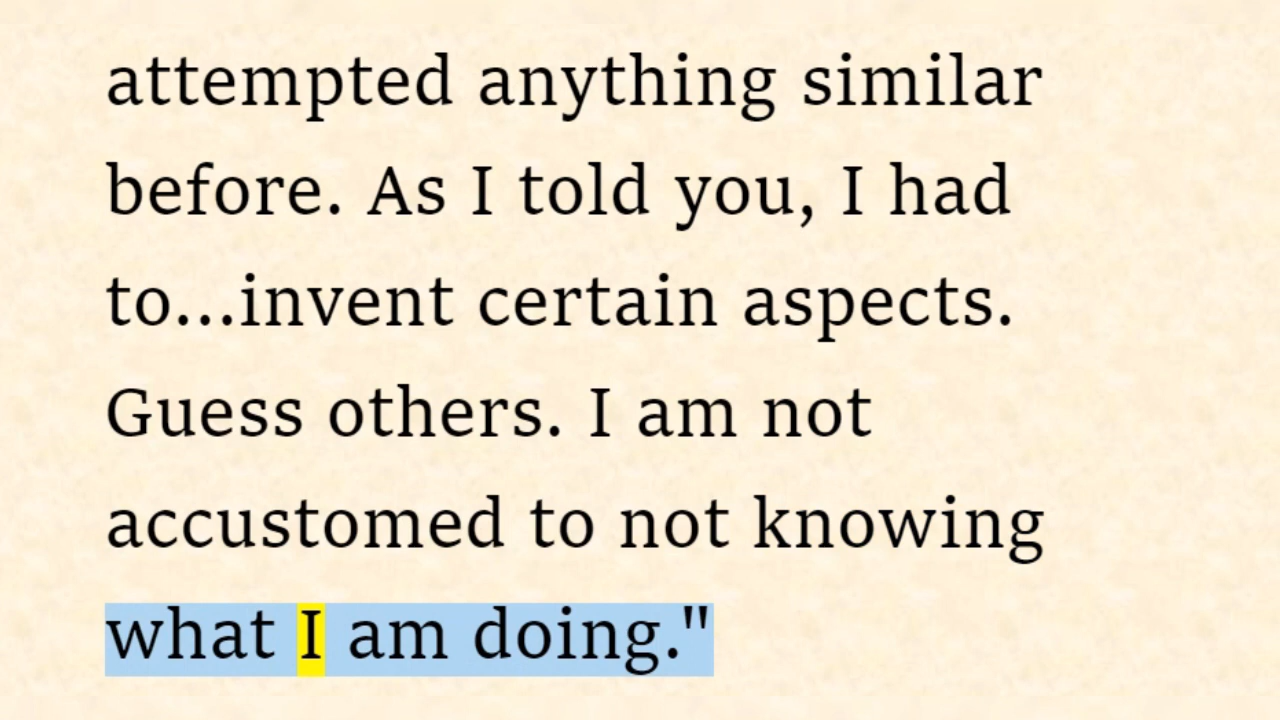 attempted anything similar
before. As I told you, I had
to...invent certain aspects.
Guess others. I am not
accustomed to not knowing
what I am doing."